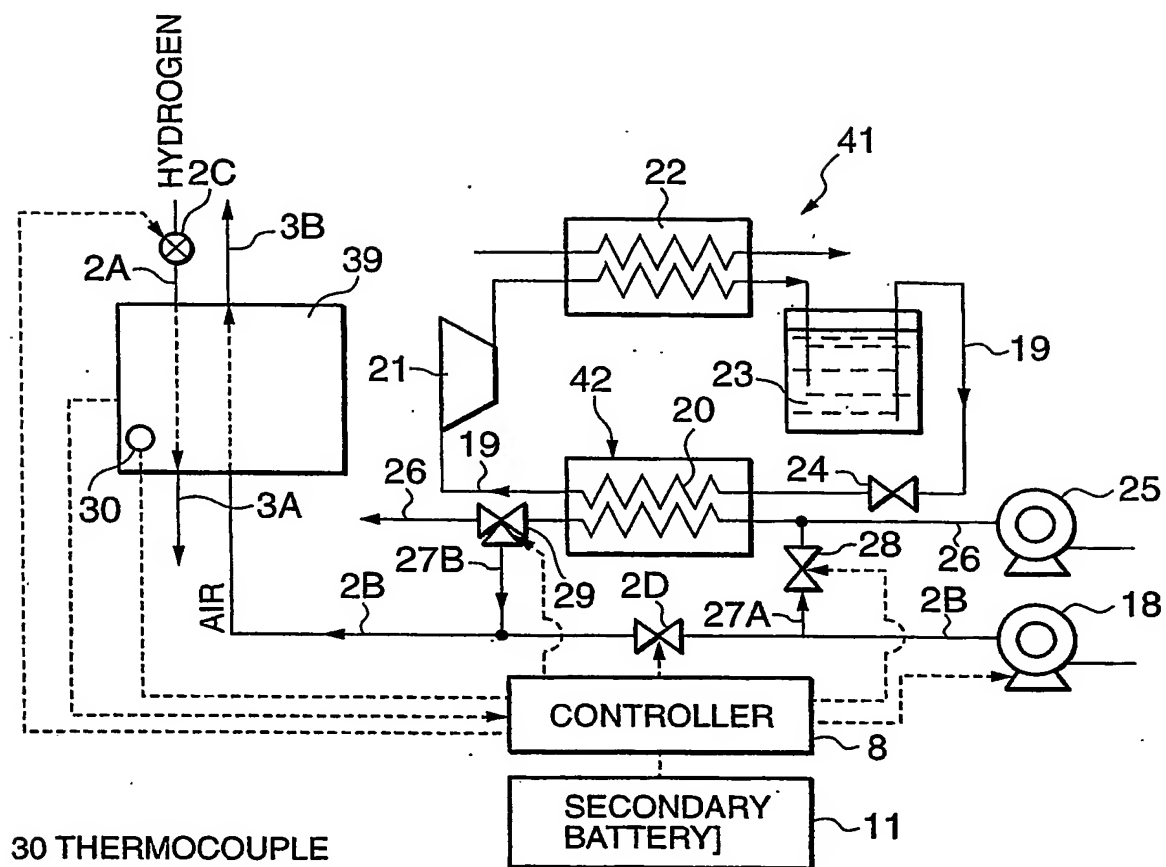 HYDROGEN
2C
3B
2A
39
41
22
21
23
19
42
20
19
26
24
25
30
3A
27B
29
28
26
2D
27A
2B
18
AIR
2B
CONTROLLER
8
SECONDARY
BATTERY]
11
30 THERMOCOUPLE